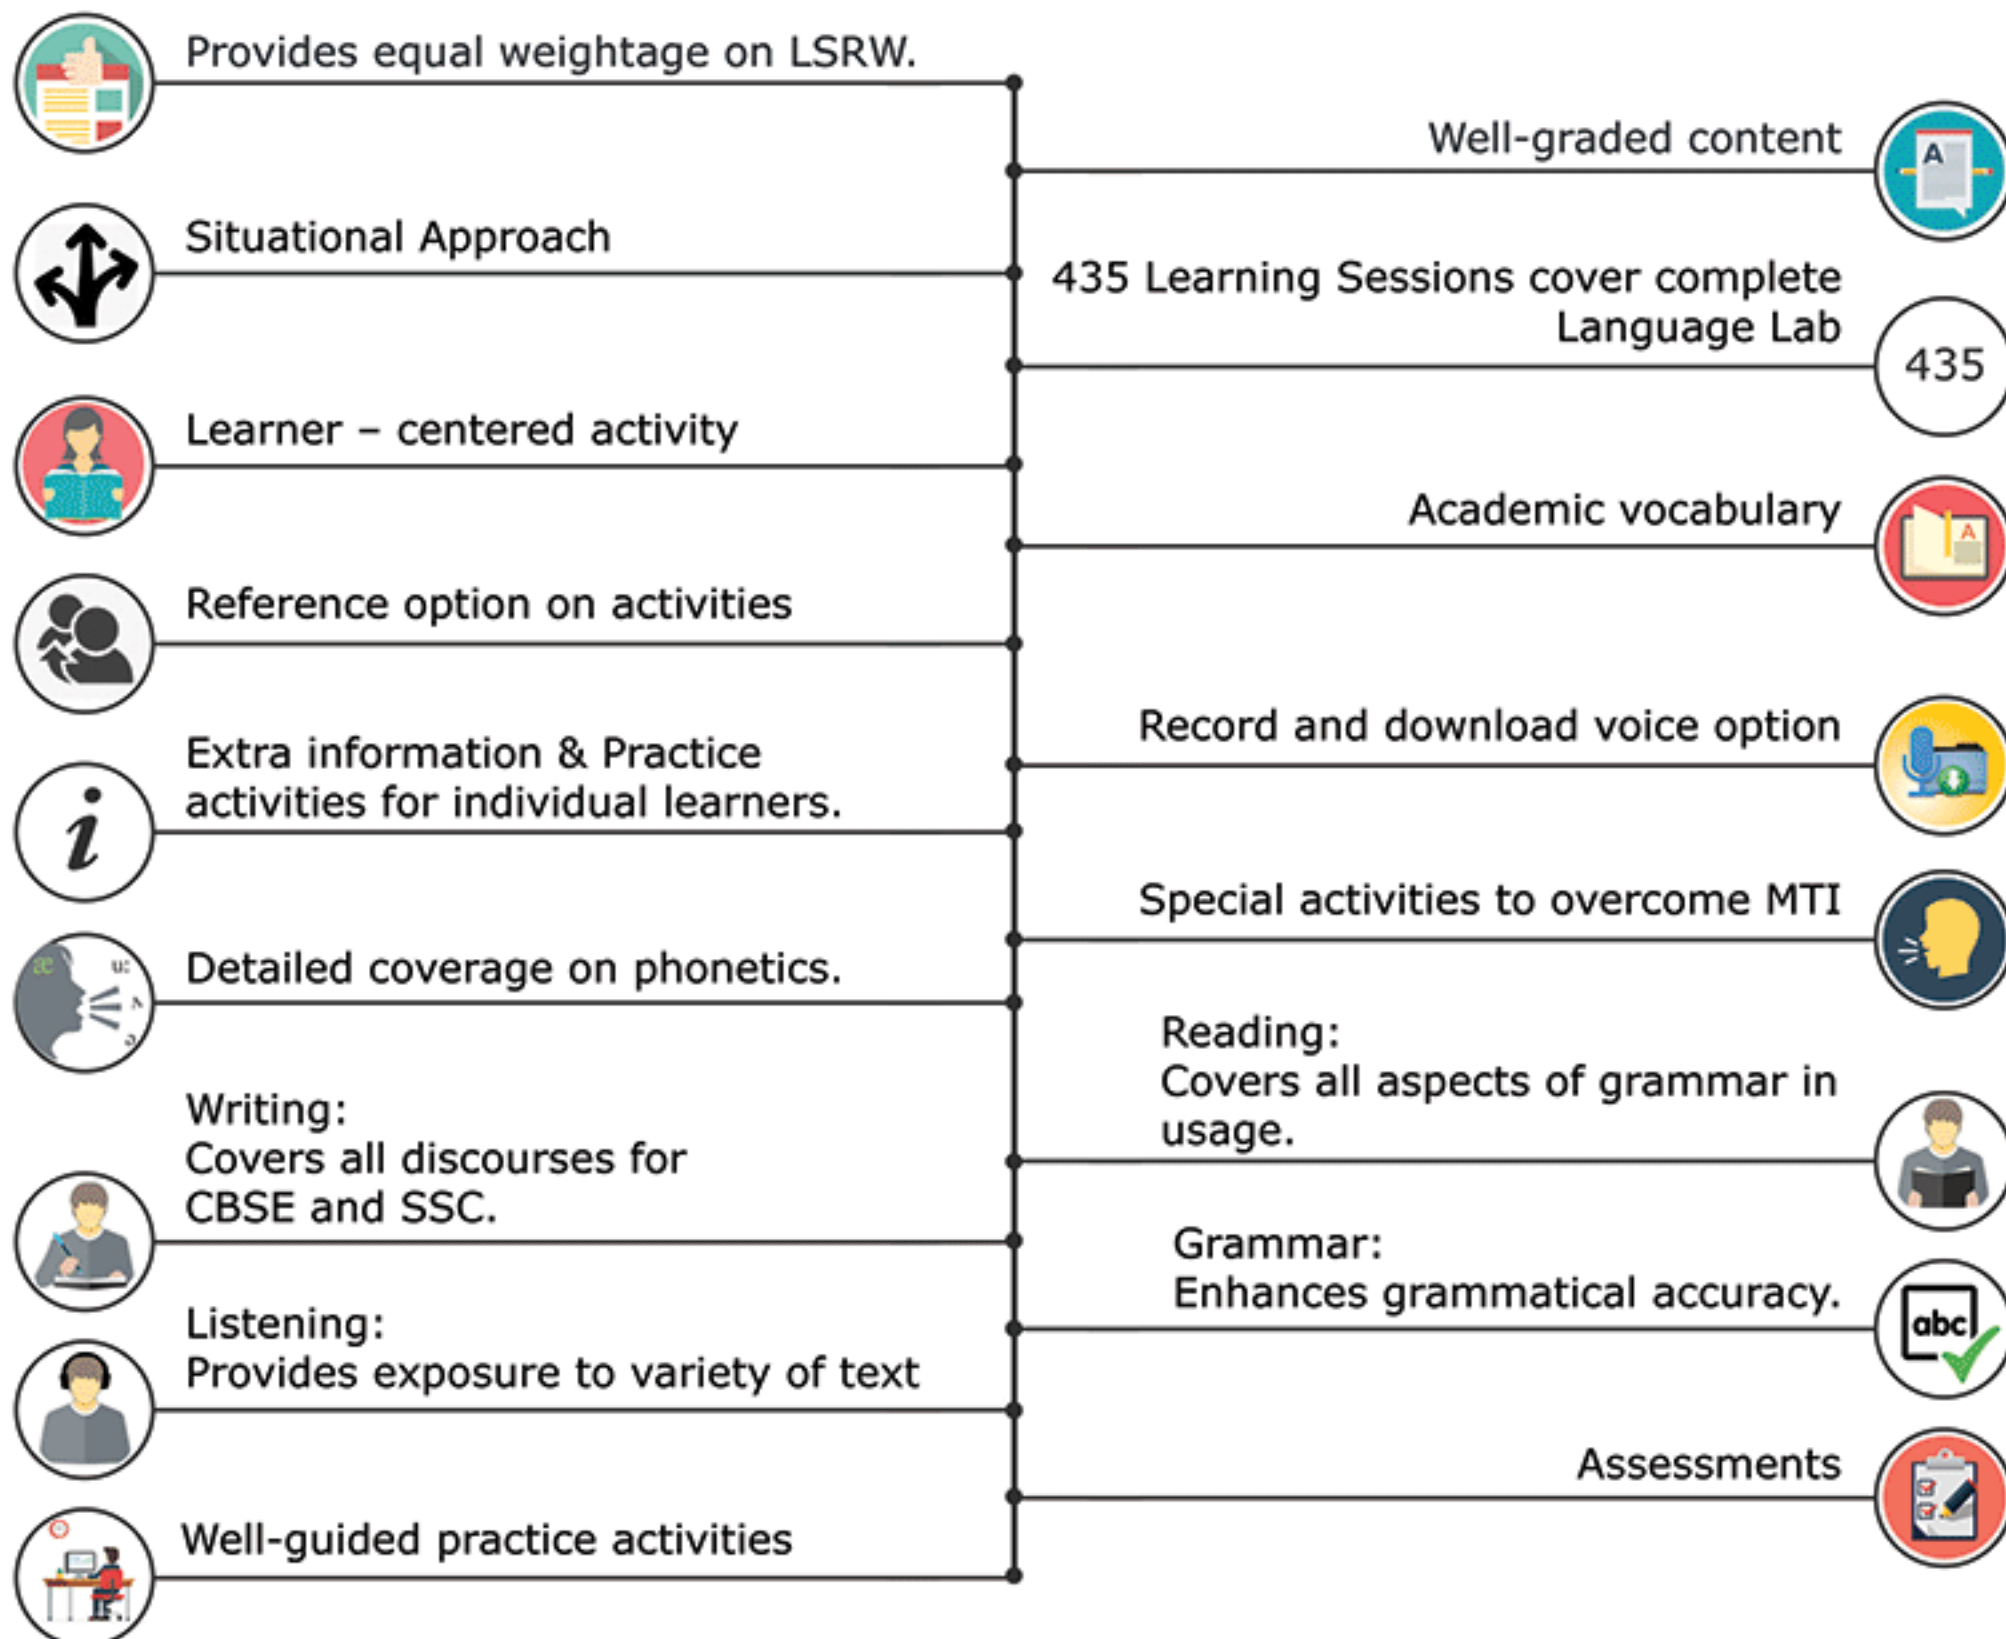 Provides equal weightage on LSRW.
Well-graded content
Situational Approach
435 Learning Sessions cover complete
Language Lab
435
Learner – centered activity
Academic vocabulary
A
A
Reference option on activities
Record and download voice option
Extra information & Practice
activities for individual learners.
i
Special activities to overcome MTI
Detailed coverage on phonetics.
æ
u:
Reading:
Covers all aspects of grammar in
usage.
Writing:
Covers all discourses for
CBSE and SSC.
Grammar:
Enhances grammatical accuracy.
abc
Listening:
Provides exposure to variety of text
Assessments
Well-guided practice activities